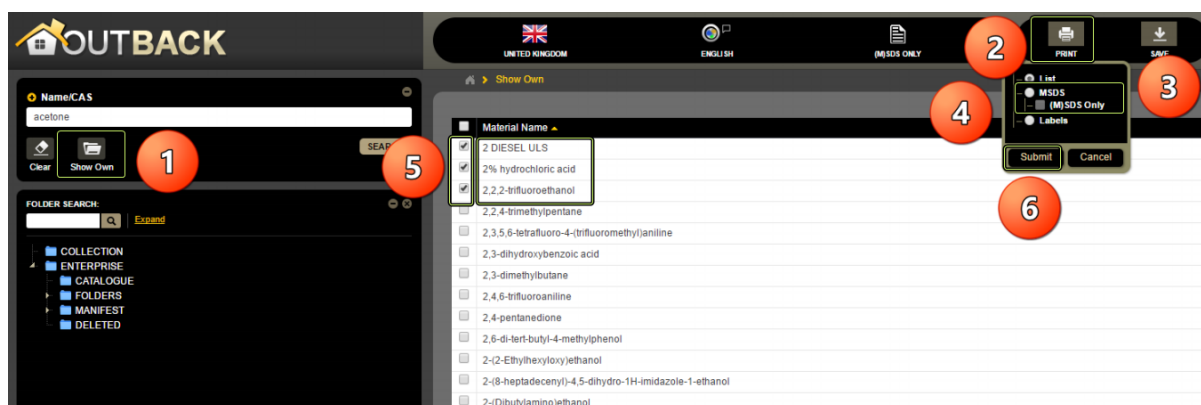 OUTBACK
UNITED KINGDOM
ENGLISH
(M)SDS ONLY
2
PRINT
SAVE
3
Show Own
Name/CAS
acetone
Clear
Show Own
1
SEAR
5
4
List
MSDS
(M)SDS Only
Labels
Submit
Cancel
6
Material Name
2 DIESEL ULS
2% hydrochloric acid
2,2,2-trifluoroethanol
2,2,4-trimethylpentane
2,3,5,6-tetrafluoro-4-(trifluoromethyl)aniline
2,3-dihydroxybenzoic acid
2,3-dimethylbutane
2,4,6-trifluoroaniline
2,4-pentanedione
2,6-di-tert-butyl-4-methylphenol
2-(2-Ethylhexyloxy)ethanol
2-(8-heptadecenyl)-4,5-dihydro-1H-imidazole-1-ethanol
2-(Dibutylamino)ethanol
FOLDER SEARCH:
Expand
COLLECTION
ENTERPRISE
CATALOGUE
FOLDERS
MANIFEST
DELETED